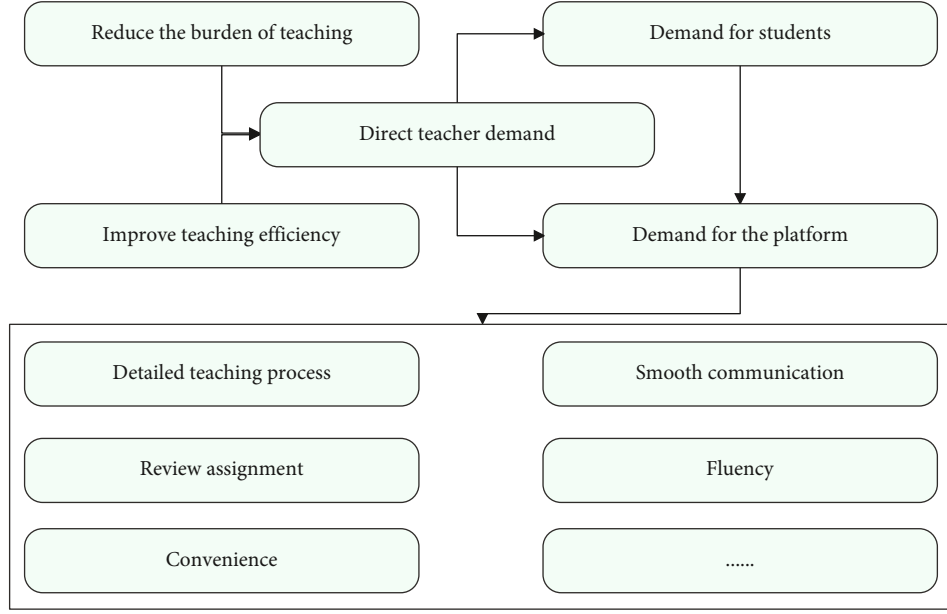 Reduce the burden of teaching
Demand for students
Direct teacher demand
Improve teaching efficiency
Demand for the platform
Detailed teaching process
Smooth communication
Review assignment
Fluency
Convenience
......